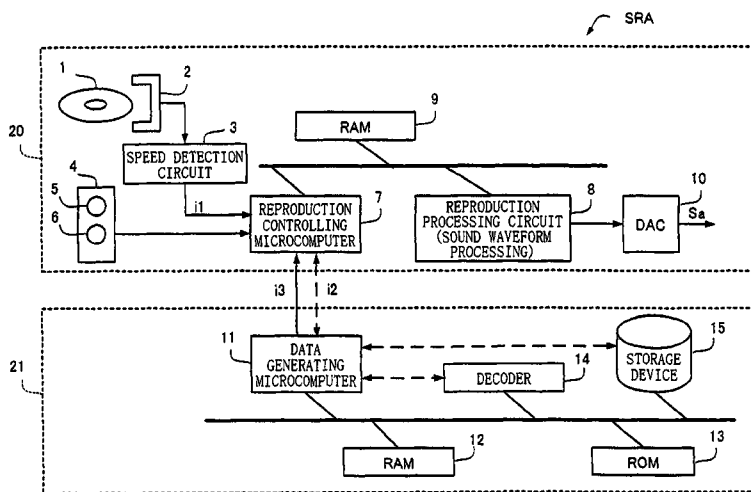 SRA
1
2
3
9
RAM
20
SPEED DETECTION
CIRCUIT
4
5
6
i1
REPRODUCTION
CONTROLLING
MICROCOMPUTER
7
REPRODUCTION
PROCESSING CIRCUIT
(SOUND WAVEFORM
PROCESSING)
8
10
DAC
Sa
i3
i2
11
DATA
GENERATING
MICROCOMPUTER
14
DECODER
15
STORAGE
DEVICE
21
RAM
12
ROM
13